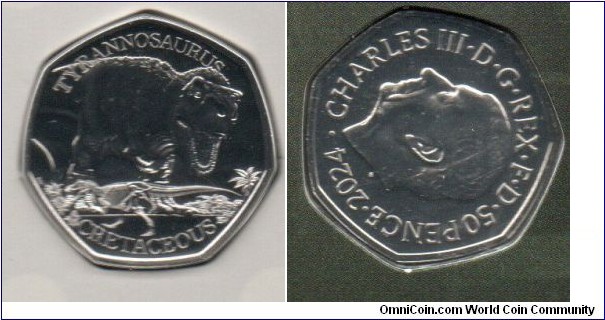 TYRANNOSAURUS
CRETACEOUS
CHARLES III · D · G · REX · F · D · 50 PENCE · 2024 ·
OmniCoin.com World Coin Community